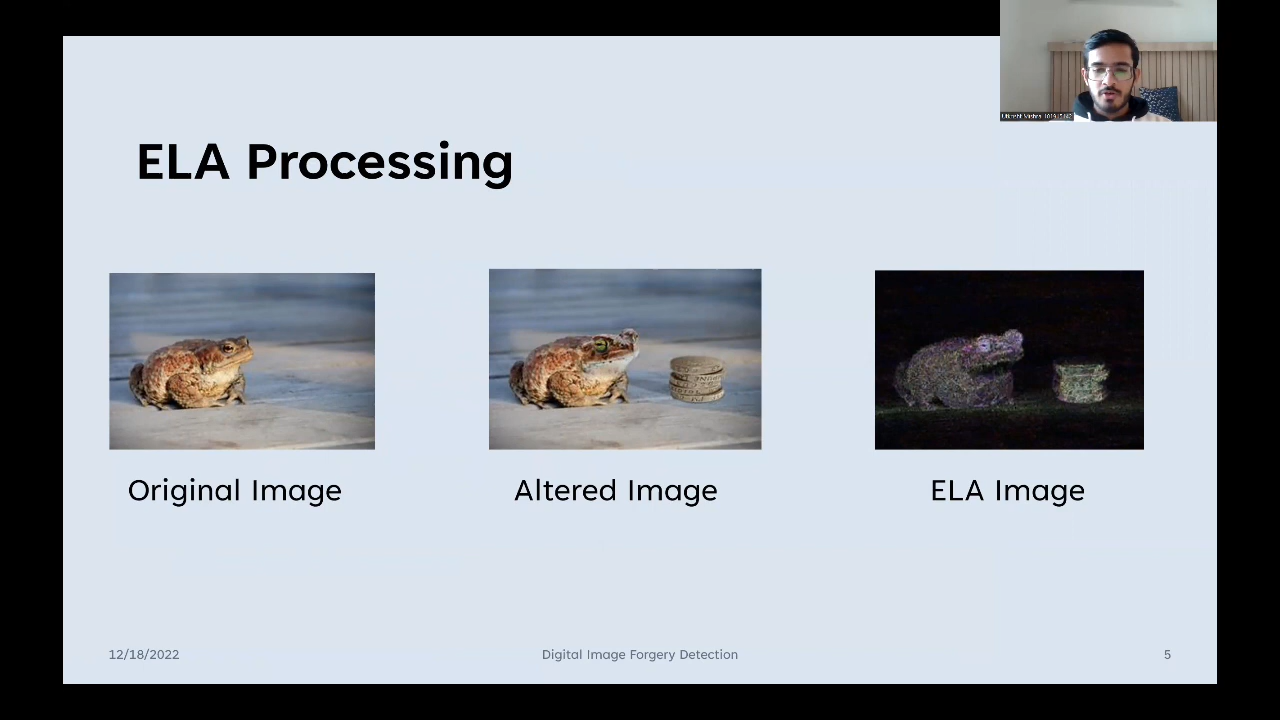 ELA Processing
Original Image
Altered Image
ELA Image
12/18/2022
Digital Image Forgery Detection
5